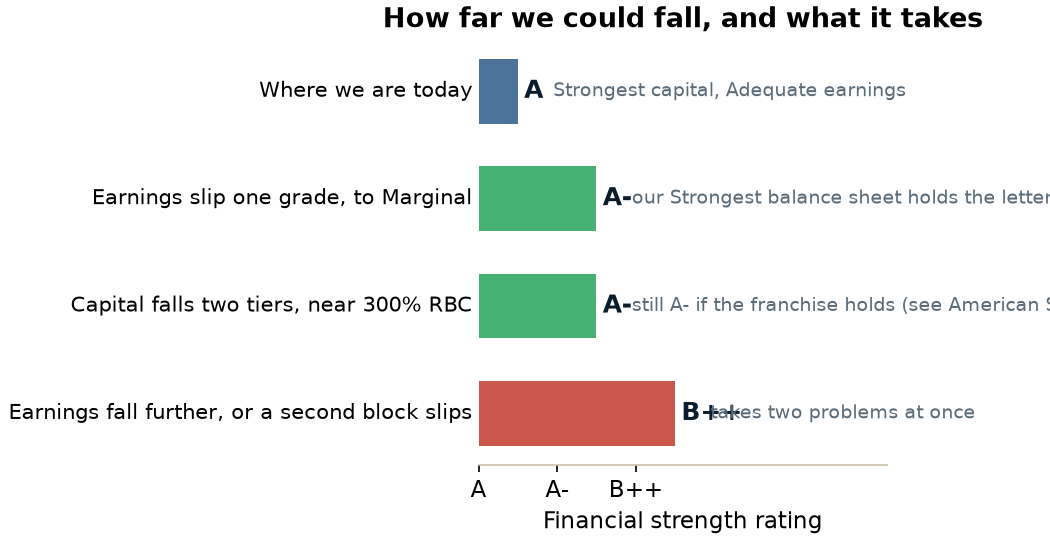 How far we could fall, and what it takes
Where we are today
A Strongest capital, Adequate earnings
Earnings slip one grade, to Marginal
A- our Strongest balance sheet holds the letter
Capital falls two tiers, near 300% RBC
A- still A- if the franchise holds (see American
Earnings fall further, or a second block slips
B++ takes two problems at once
A A- B++
Financial strength rating